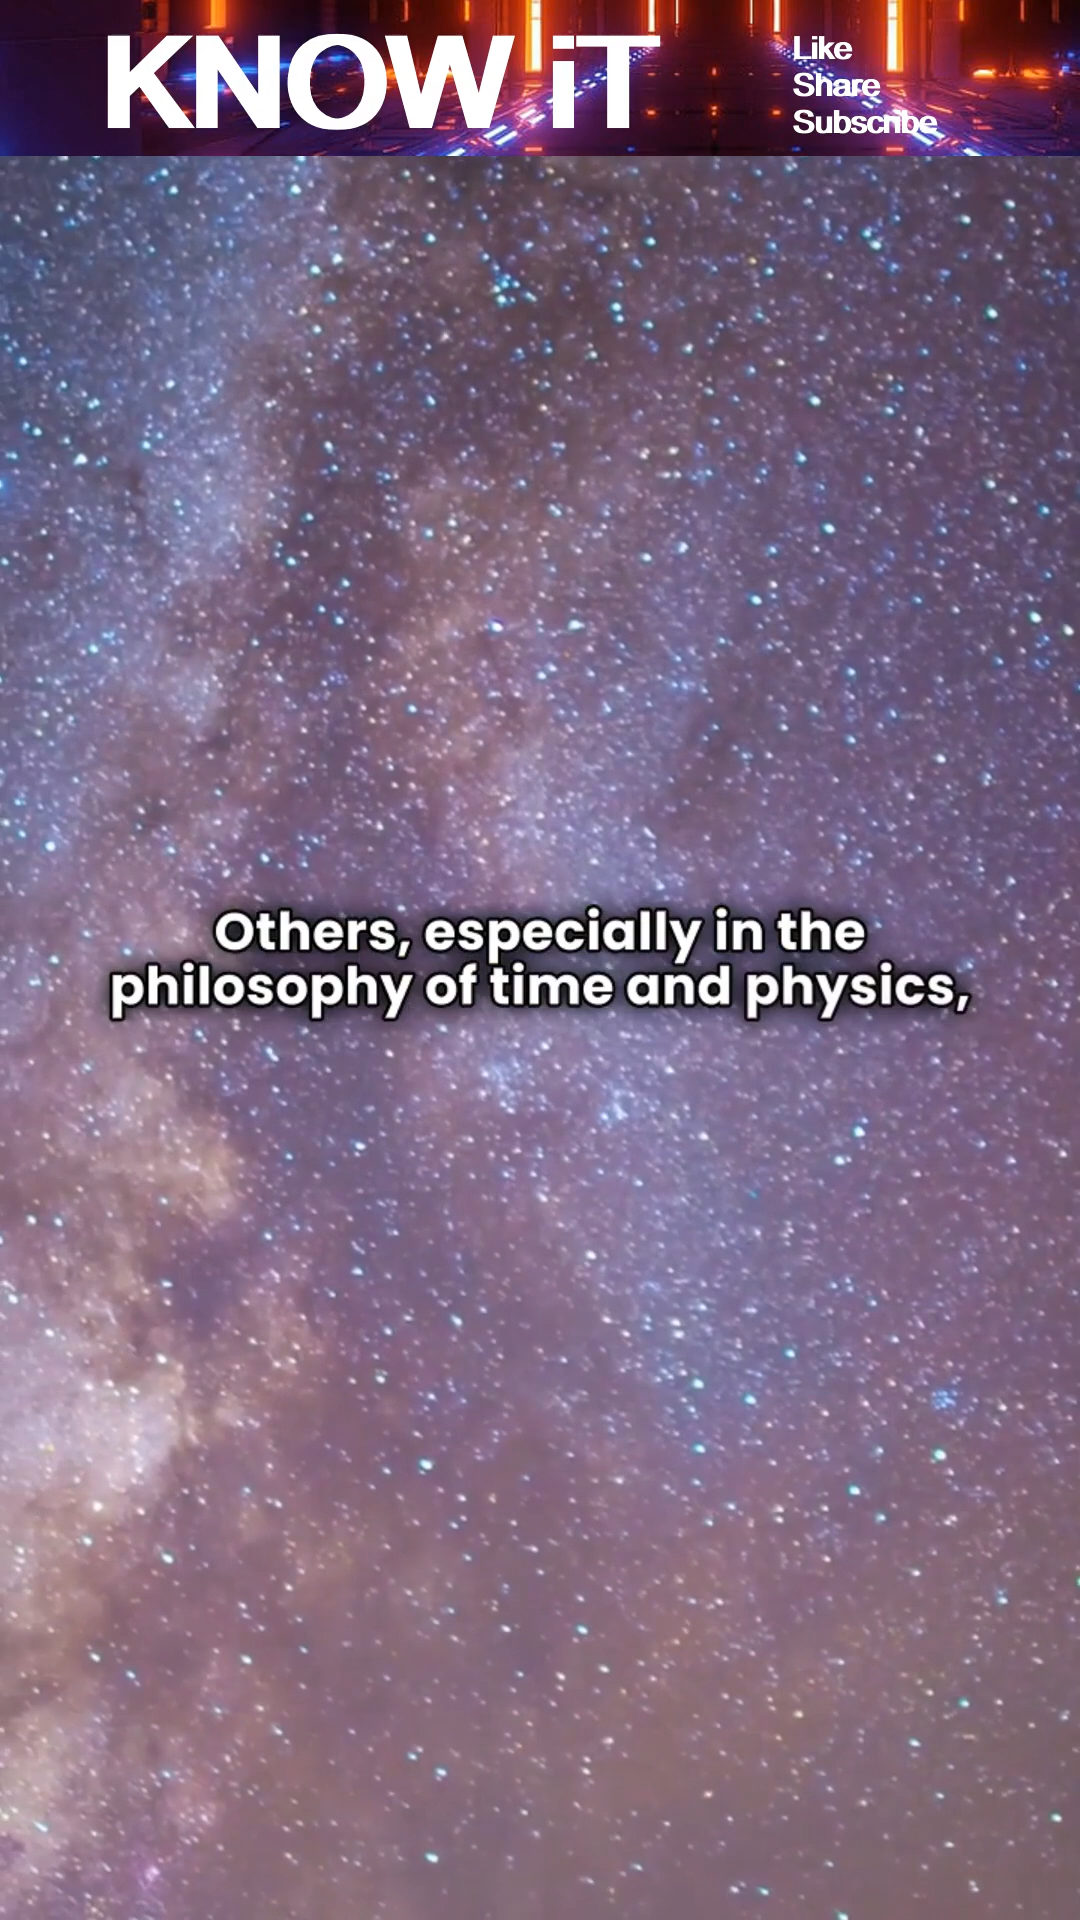 KNOW iT
Like
Share
Subscribe
Others, especially in the
philosophy of time and physics,